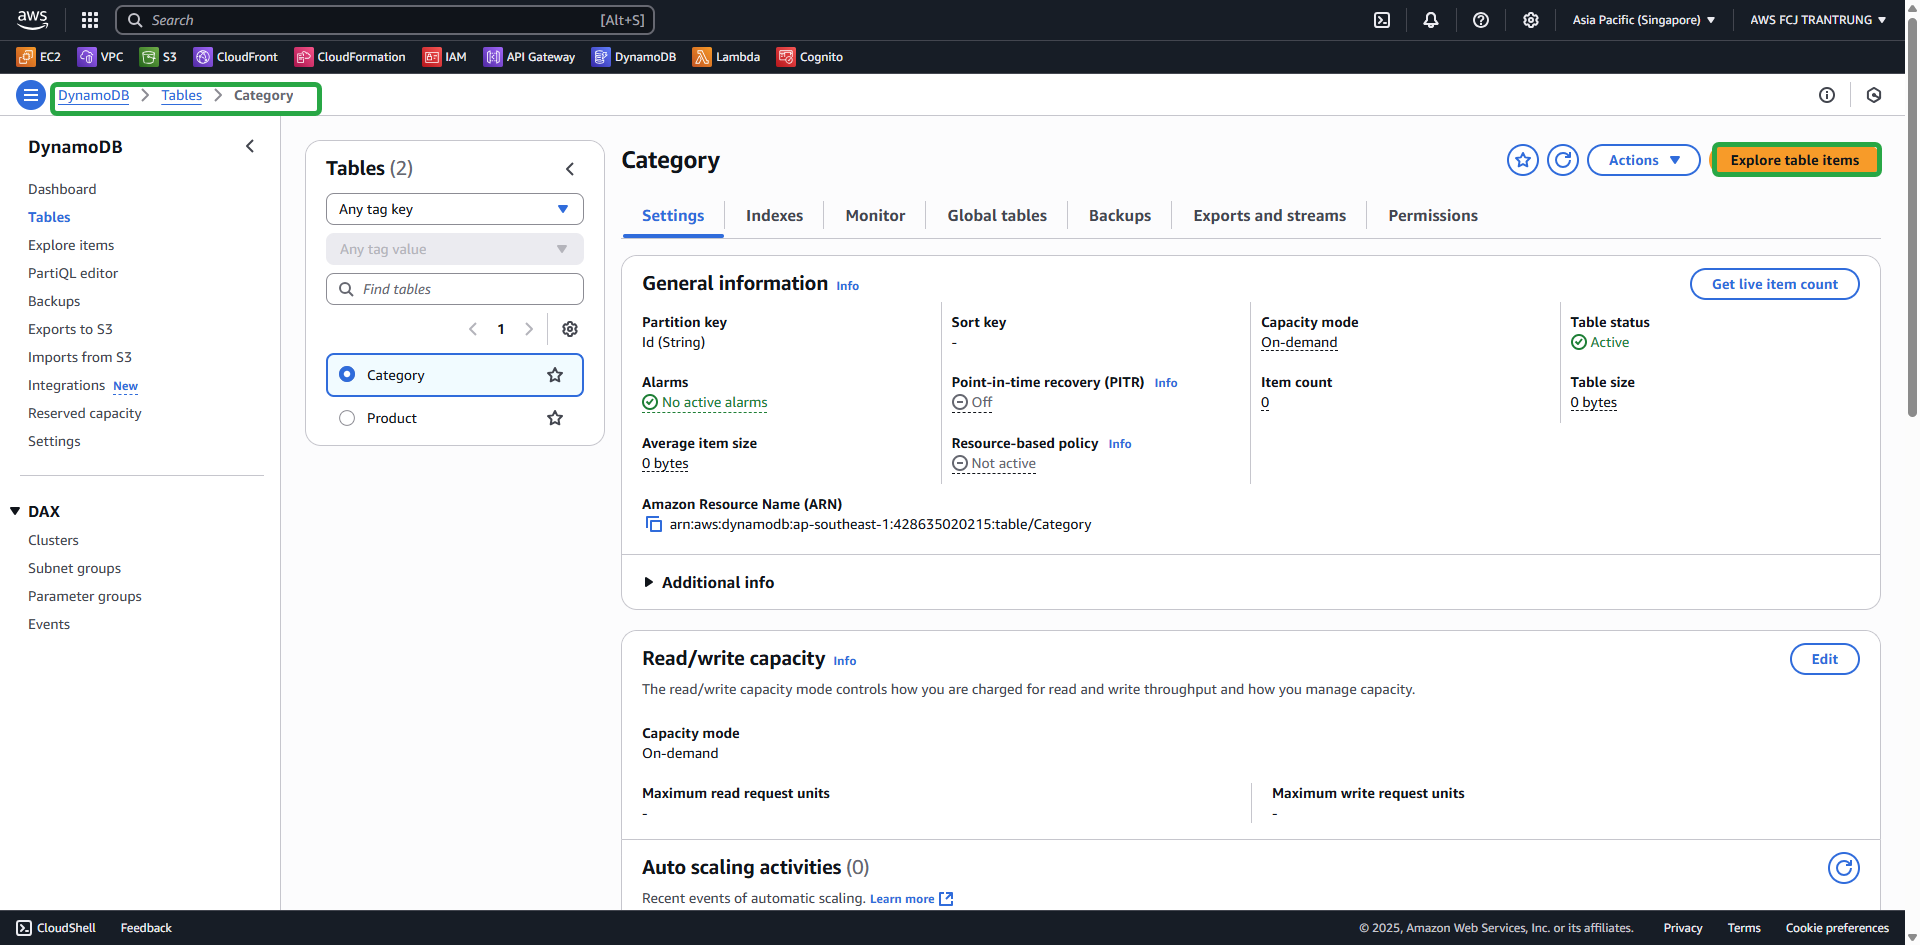 aws
Search [Alt+S]
Asia Pacific (Singapore)
AWS FCJ TRANTRUNG
EC2 VPC S3 CloudFront CloudFormation IAM API Gateway DynamoDB Lambda Cognito
DynamoDB Tables Category
DynamoDB
Dashboard
Tables
Explore items
PartiQL editor
Backups
Exports to S3
Imports from S3
Integrations New
Reserved capacity
Settings
DAX
Clusters
Subnet groups
Parameter groups
Events
Tables (2)
Any tag key
Any tag value
Find tables
1
Category
Product
Category
Actions
Explore table items
Settings Indexes Monitor Global tables Backups Exports and streams Permissions
General information Info
Get live item count
Partition key
Id (String)
Sort key
-
Capacity mode
On-demand
Table status
Active
Alarms
No active alarms
Point-in-time recovery (PITR) Info
Off
Item count
0
Table size
0 bytes
Average item size
0 bytes
Resource-based policy Info
Not active
Amazon Resource Name (ARN)
arn:aws:dynamodb:ap-southeast-1:428635020215:table/Category
Additional info
Read/write capacity Info
Edit
The read/write capacity mode controls how you are charged for read and write throughput and how you manage capacity.
Capacity mode
On-demand
Maximum read request units
-
Maximum write request units
-
Auto scaling activities (0)
Recent events of automatic scaling. Learn more
CloudShell Feedback
© 2025, Amazon Web Services, Inc. or its affiliates. Privacy Terms Cookie preferences